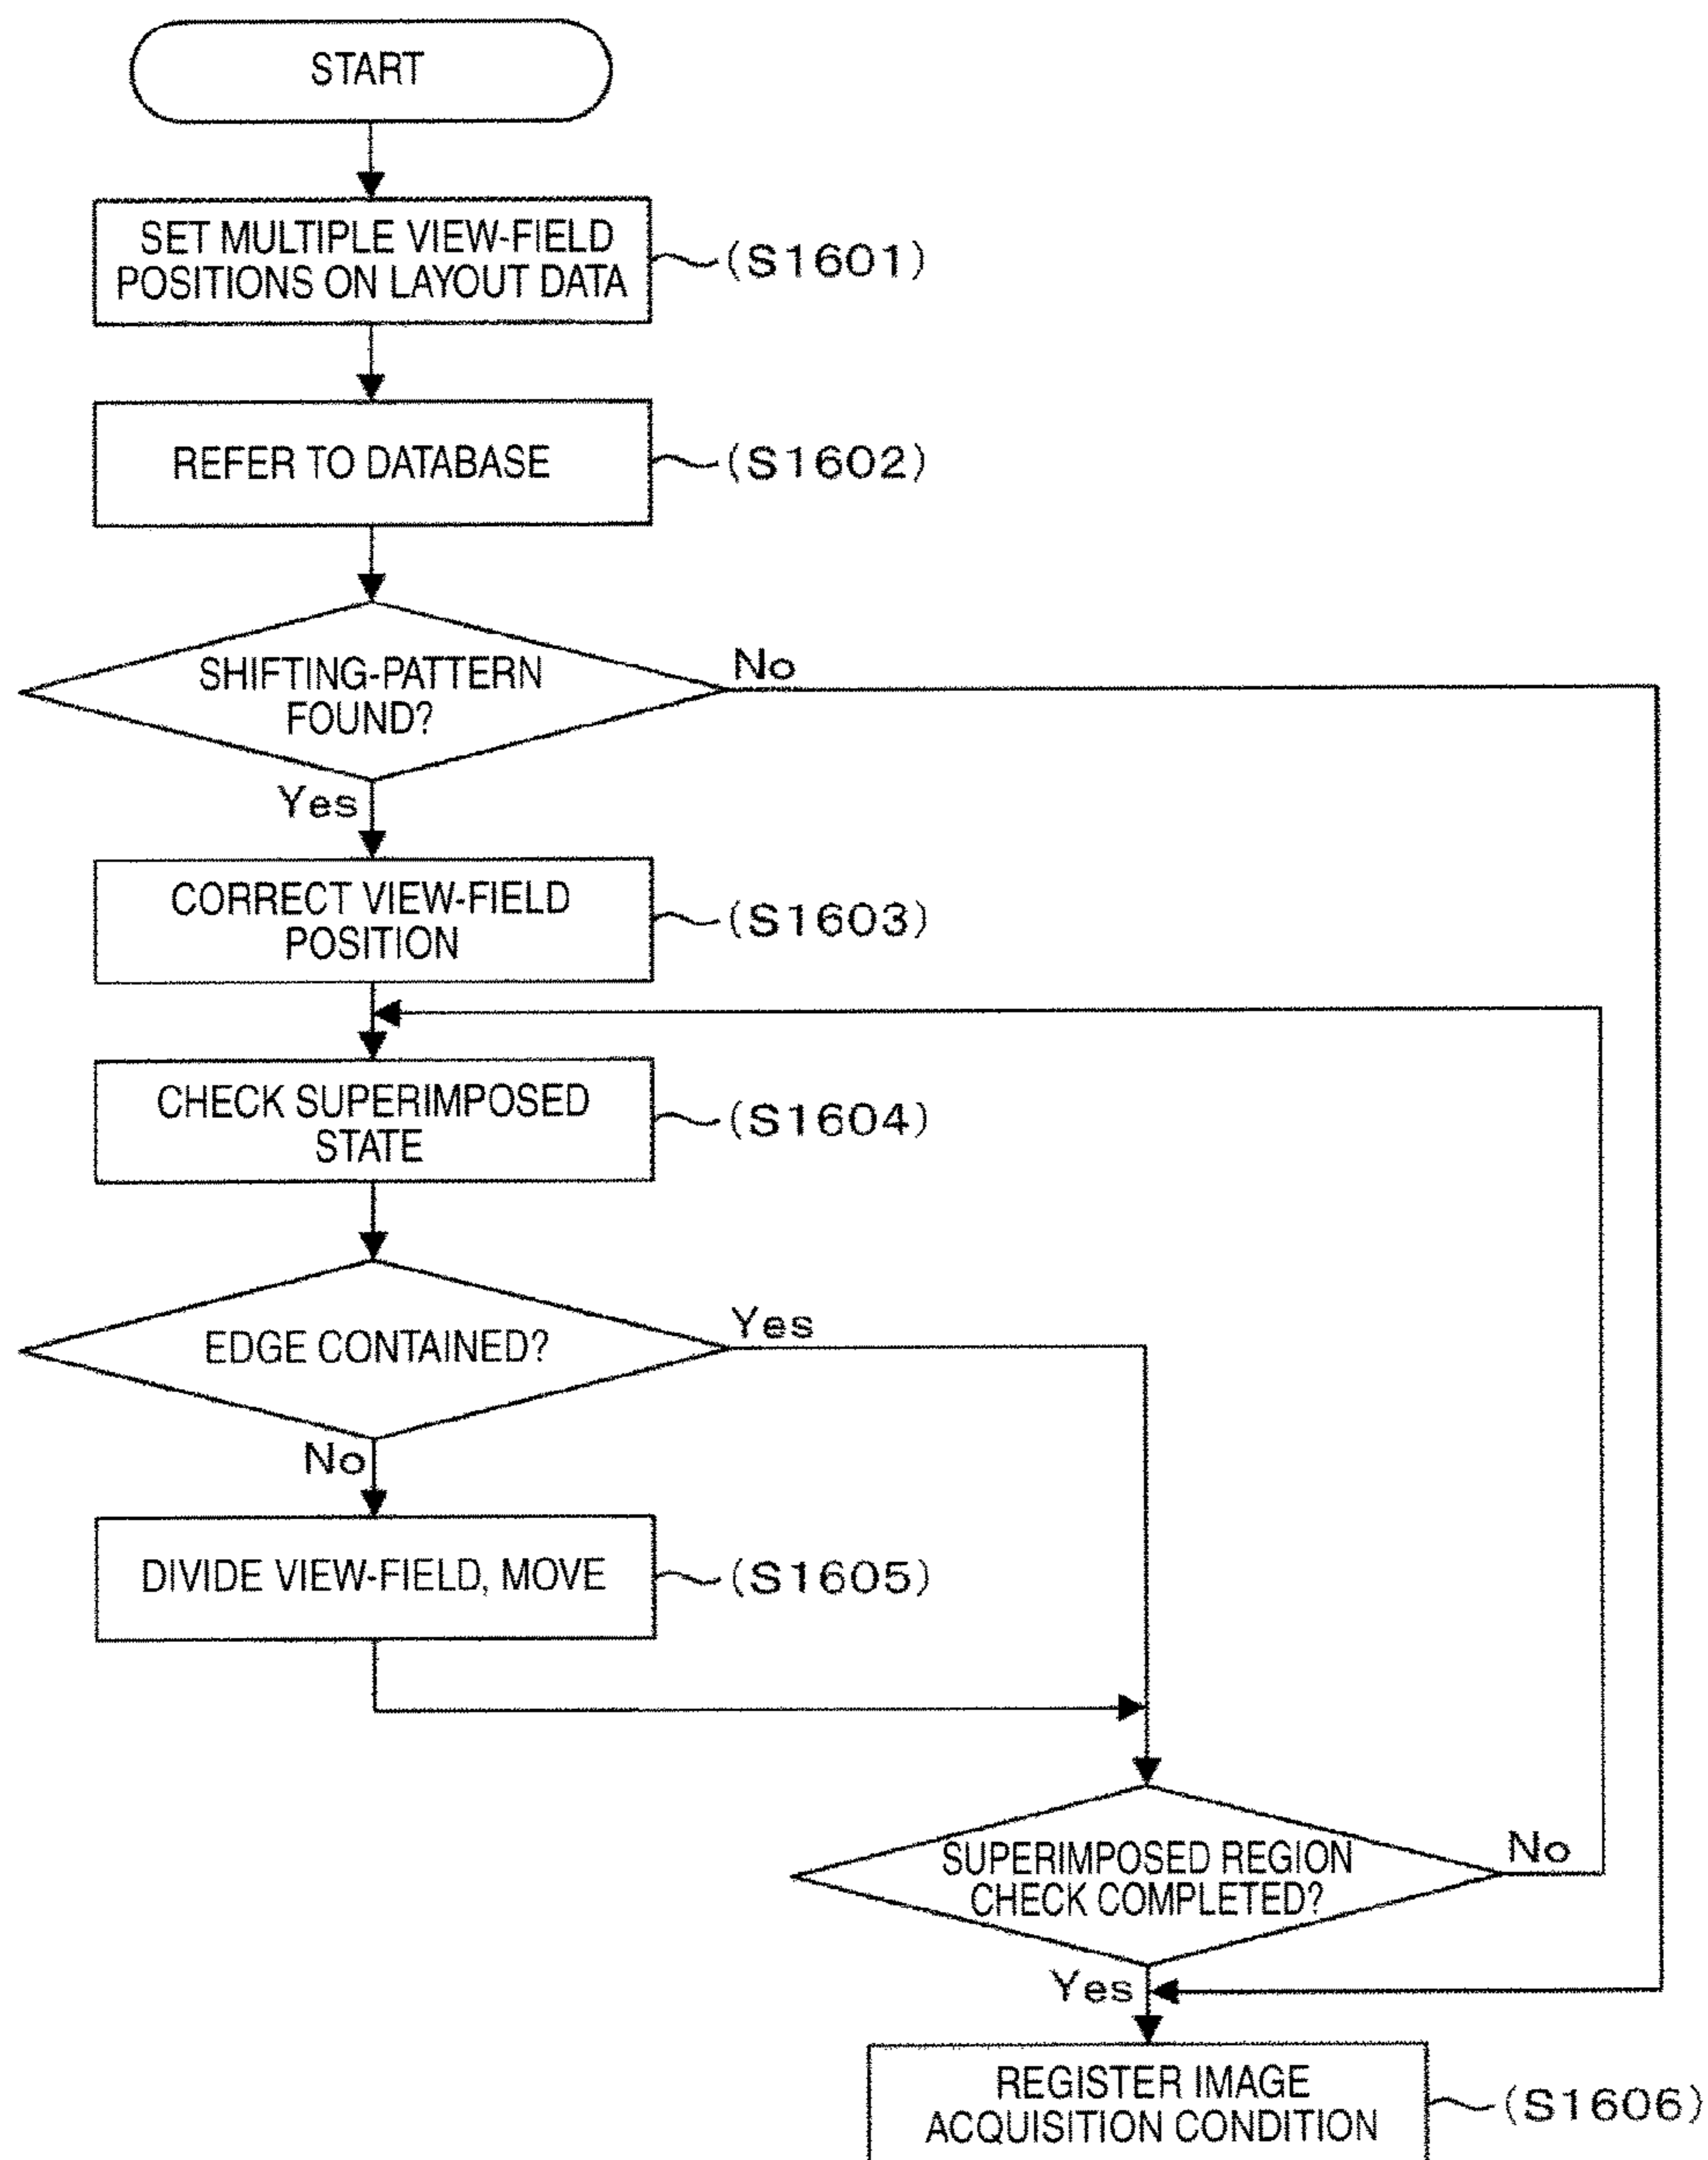 START
SET MULTIPLE VIEW-FIELD
POSITIONS ON LAYOUT DATA
(S1601)
REFER TO DATABASE
(S1602)
SHIFTING-PATTERN
FOUND?
No
Yes
CORRECT VIEW-FIELD
POSITION
(S1603)
CHECK SUPERIMPOSED
STATE
(S1604)
EDGE CONTAINED?
Yes
No
DIVIDE VIEW-FIELD, MOVE
(S1605)
SUPERIMPOSED REGION
CHECK COMPLETED?
No
Yes
REGISTER IMAGE
ACQUISITION CONDITION
(S1606)